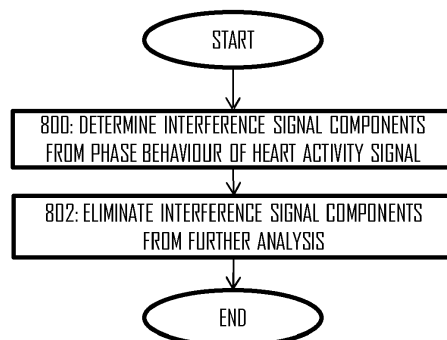 START
800: DETERMINE INTERFERENCE SIGNAL COMPONENTS
FROM PHASE BEHAVIOUR OF HEART ACTIVITY SIGNAL
802: ELIMINATE INTERFERENCE SIGNAL COMPONENTS
FROM FURTHER ANALYSIS
END